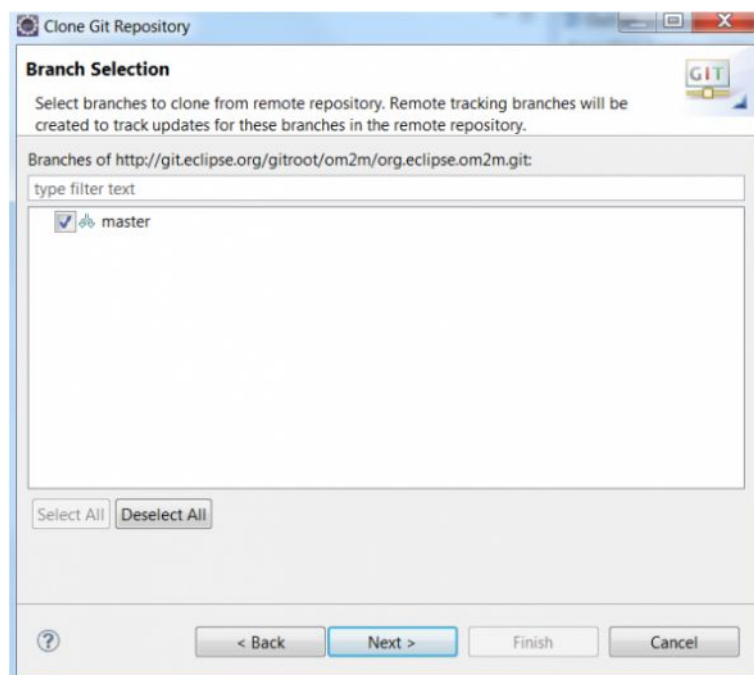 Clone Git Repository
Branch Selection
GIT
Select branches to clone from remote repository. Remote tracking branches will be
created to track updates for these branches in the remote repository.
Branches of http://git.eclipse.org/gitroot/om2m/org.eclipse.om2m.git:
type filter text
master
Select All Deselect All
? < Back Next > Finish Cancel